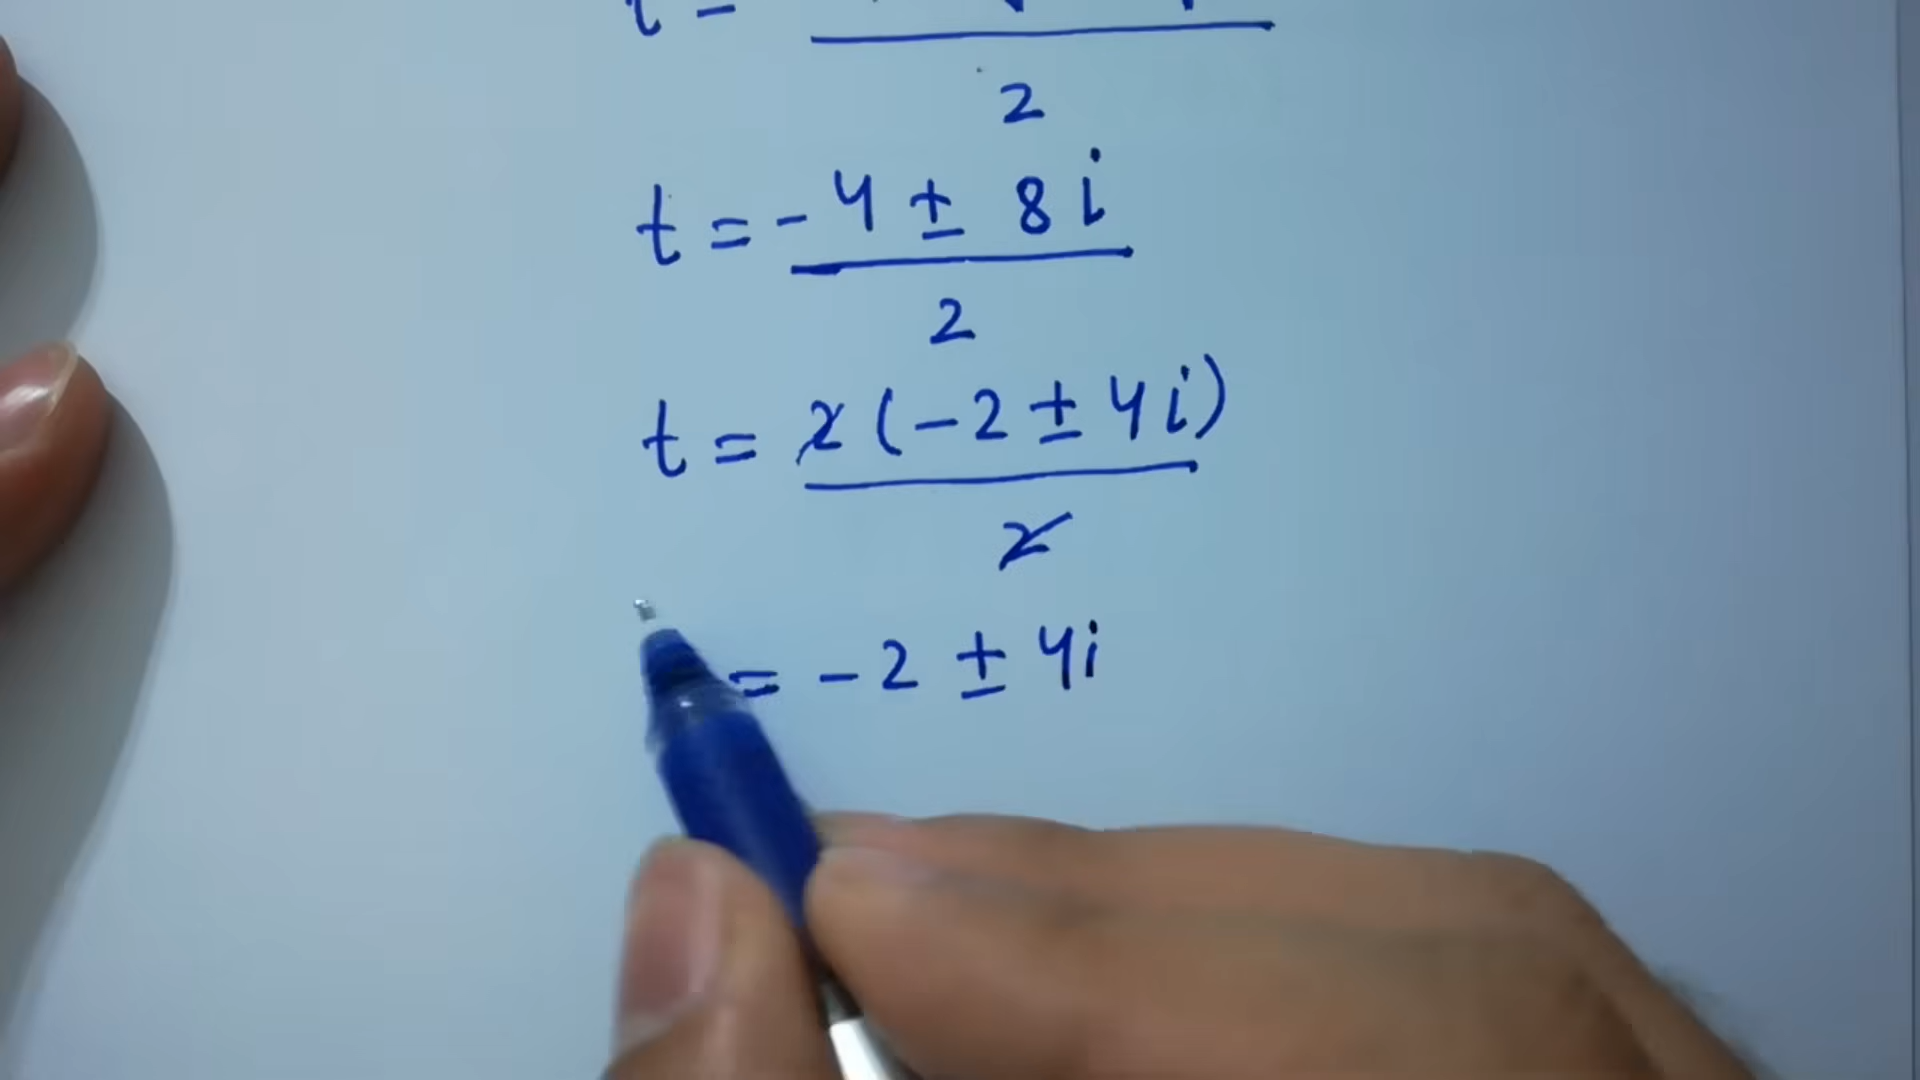 t =
2
t = -4 ± 8i
2
t = 2(-2 ± 4i)
2
= -2 ± 4i